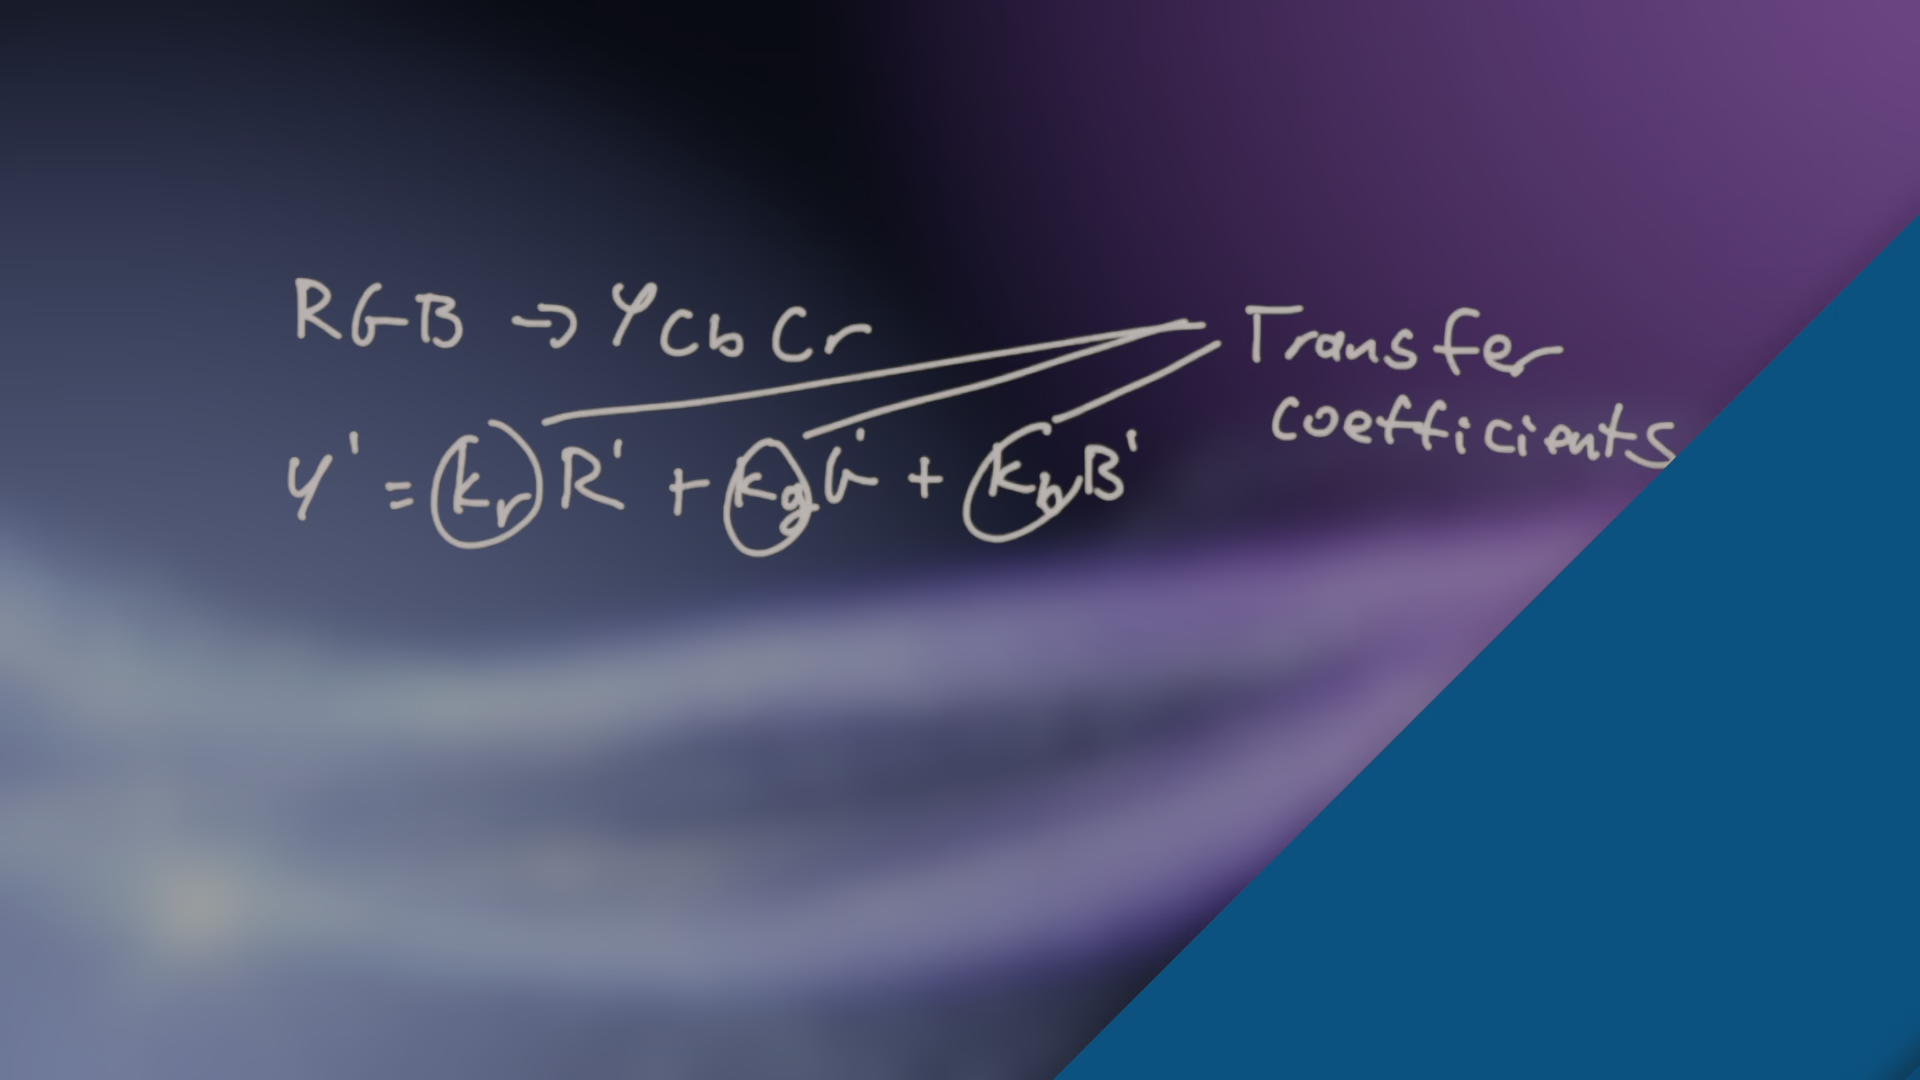 RGB → YCbCr
Transfer
coefficients
Y' = kr R' + kg G' + kb B'